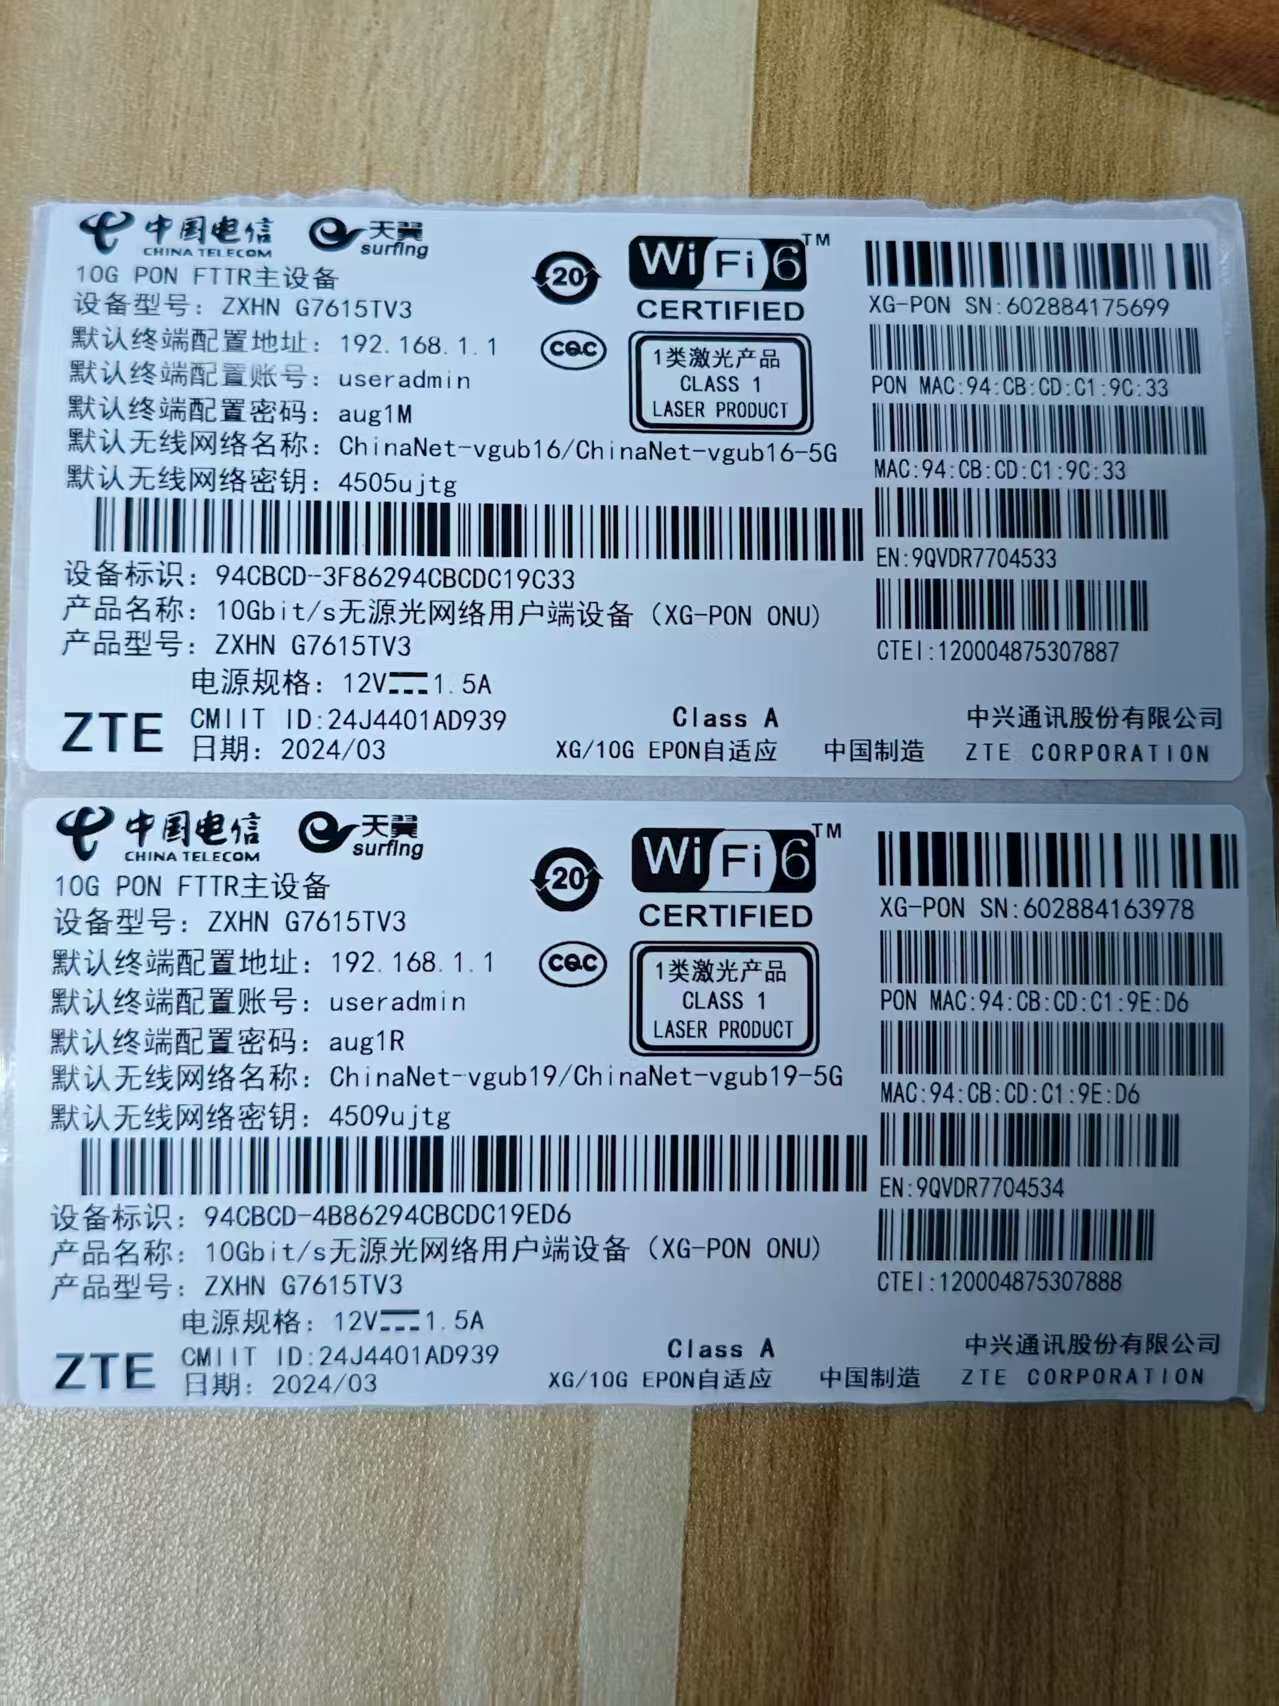 中国电信 天翼
CHINA TELECOM surfing
10G PON FTTR主设备
设备型号：ZXHN G7615TV3
默认终端配置地址：192.168.1.1
默认终端配置账号：useradmin
默认终端配置密码：aug1M
默认无线网络名称：ChinaNet-vgub16/ChinaNet-vgub16-5G
默认无线网络密钥：4505ujtg
设备标识：94CBCD-3F86294CBCDC19C33
产品名称：10Gbit/s无源光网络用户端设备（XG-PON ONU）
产品型号：ZXHN G7615TV3
电源规格：12V 1.5A
ZTE
CMIIT ID:24J4401AD939
日期：2024/03
20
CQC
WiFi 6 TM
CERTIFIED
1类激光产品
CLASS 1
LASER PRODUCT
XG-PON SN:602884175699
PON MAC:94:CB:CD:C1:9C:33
MAC:94:CB:CD:C1:9C:33
EN:9QVDR7704533
CTEI:120004875307887
Class A
XG/10G EPON自适应 中国制造
中兴通讯股份有限公司
ZTE CORPORATION
中国电信 天翼
CHINA TELECOM surfing
10G PON FTTR主设备
设备型号：ZXHN G7615TV3
默认终端配置地址：192.168.1.1
默认终端配置账号：useradmin
默认终端配置密码：aug1R
默认无线网络名称：ChinaNet-vgub19/ChinaNet-vgub19-5G
默认无线网络密钥：4509ujtg
设备标识：94CBCD-4B86294CBCDC19ED6
产品名称：10Gbit/s无源光网络用户端设备（XG-PON ONU）
产品型号：ZXHN G7615TV3
电源规格：12V 1.5A
ZTE
CMIIT ID:24J4401AD939
日期：2024/03
20
CQC
WiFi 6 TM
CERTIFIED
1类激光产品
CLASS 1
LASER PRODUCT
XG-PON SN:602884163978
PON MAC:94:CB:CD:C1:9E:D6
MAC:94:CB:CD:C1:9E:D6
EN:9QVDR7704534
CTEI:120004875307888
Class A
XG/10G EPON自适应 中国制造
中兴通讯股份有限公司
ZTE CORPORATION